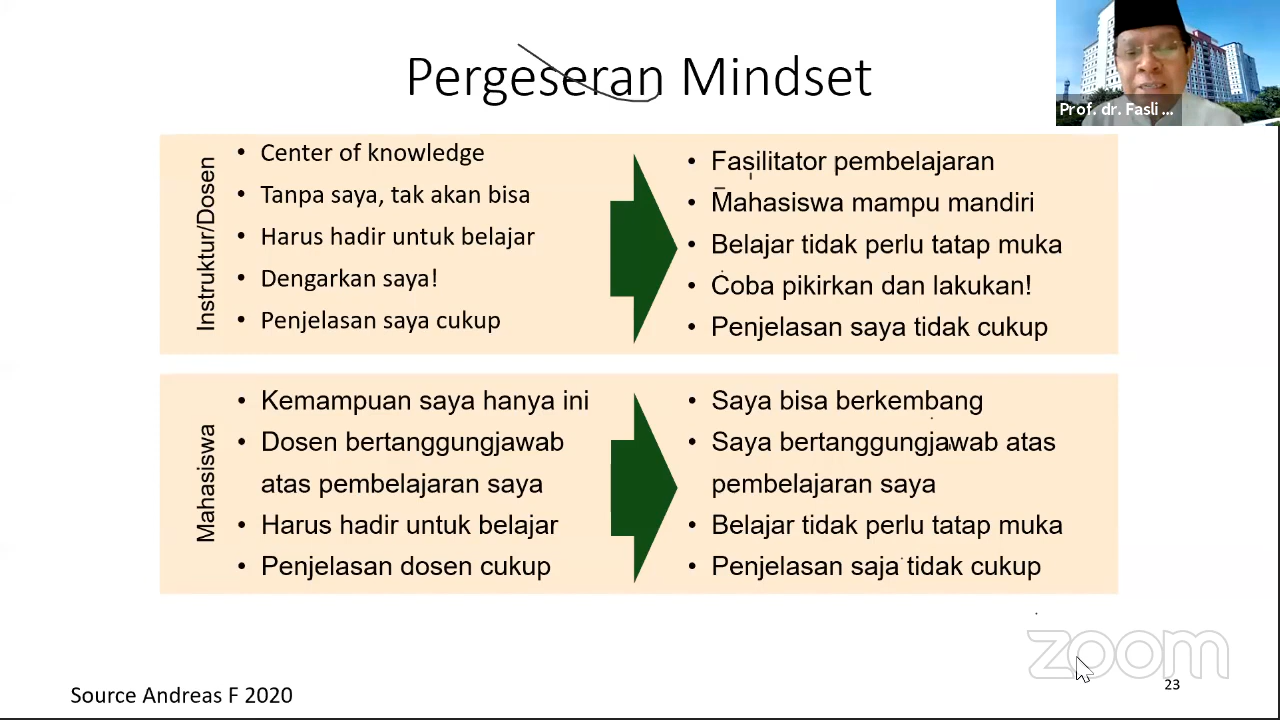 Pergeseran Mindset
Prof. dr. Fasli ...
Instruktur/Dosen
• Center of knowledge
• Tanpa saya, tak akan bisa
• Harus hadir untuk belajar
• Dengarkan saya!
• Penjelasan saya cukup
• Fasilitator pembelajaran
• Mahasiswa mampu mandiri
• Belajar tidak perlu tatap muka
• Coba pikirkan dan lakukan!
• Penjelasan saya tidak cukup
Mahasiswa
• Kemampuan saya hanya ini
• Dosen bertanggungjawab
atas pembelajaran saya
• Harus hadir untuk belajar
• Penjelasan dosen cukup
• Saya bisa berkembang
• Saya bertanggungjawab atas
pembelajaran saya
• Belajar tidak perlu tatap muka
• Penjelasan saja tidak cukup
zoom
23
Source Andreas F 2020